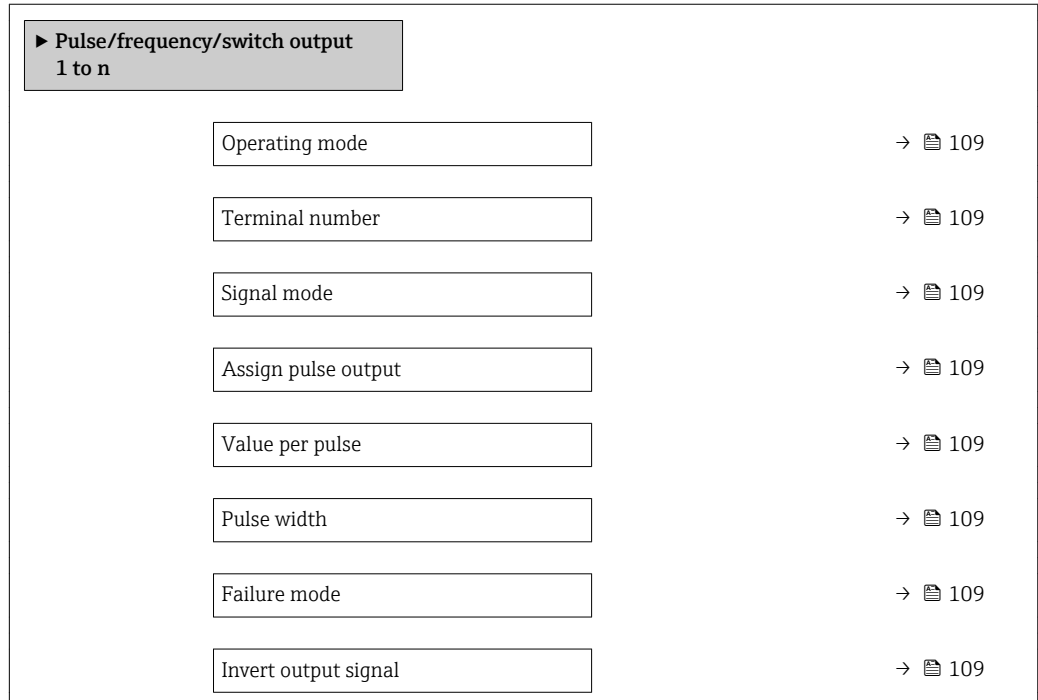 ▶ Pulse/frequency/switch output
1 to n
Operating mode → 109
Terminal number → 109
Signal mode → 109
Assign pulse output → 109
Value per pulse → 109
Pulse width → 109
Failure mode → 109
Invert output signal → 109